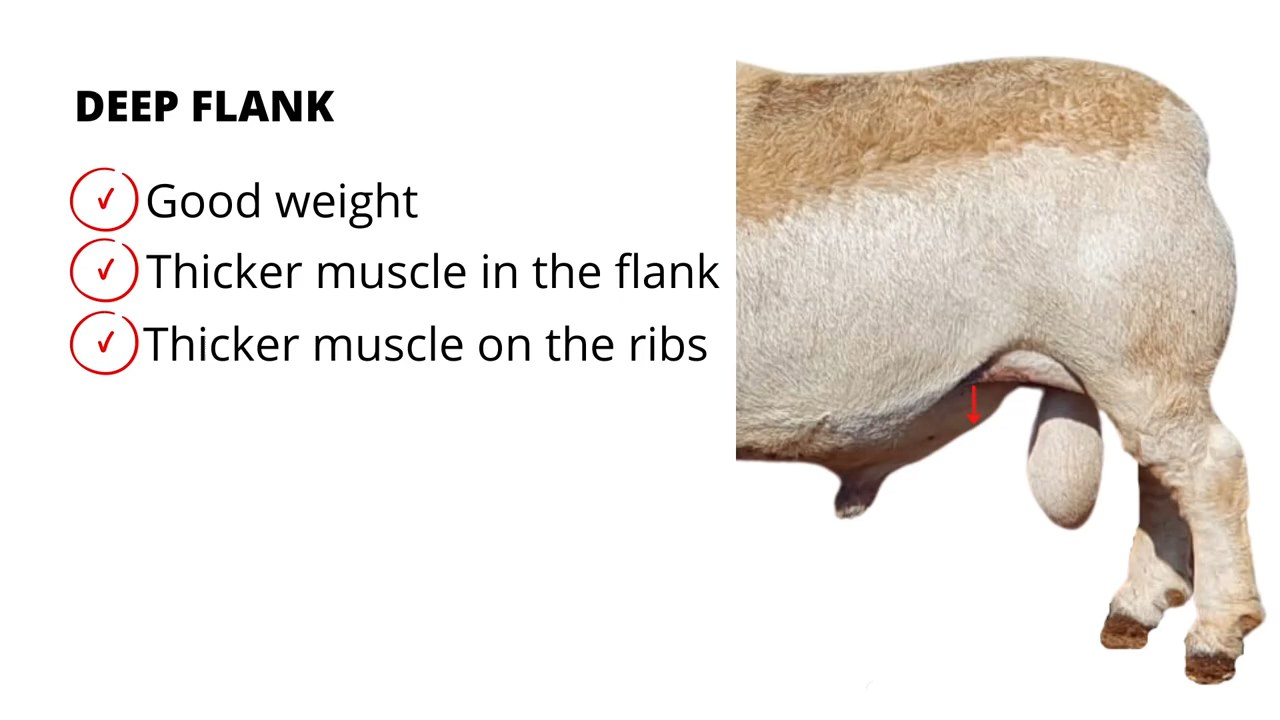 DEEP FLANK
✓ Good weight
✓ Thicker muscle in the flank
✓ Thicker muscle on the ribs